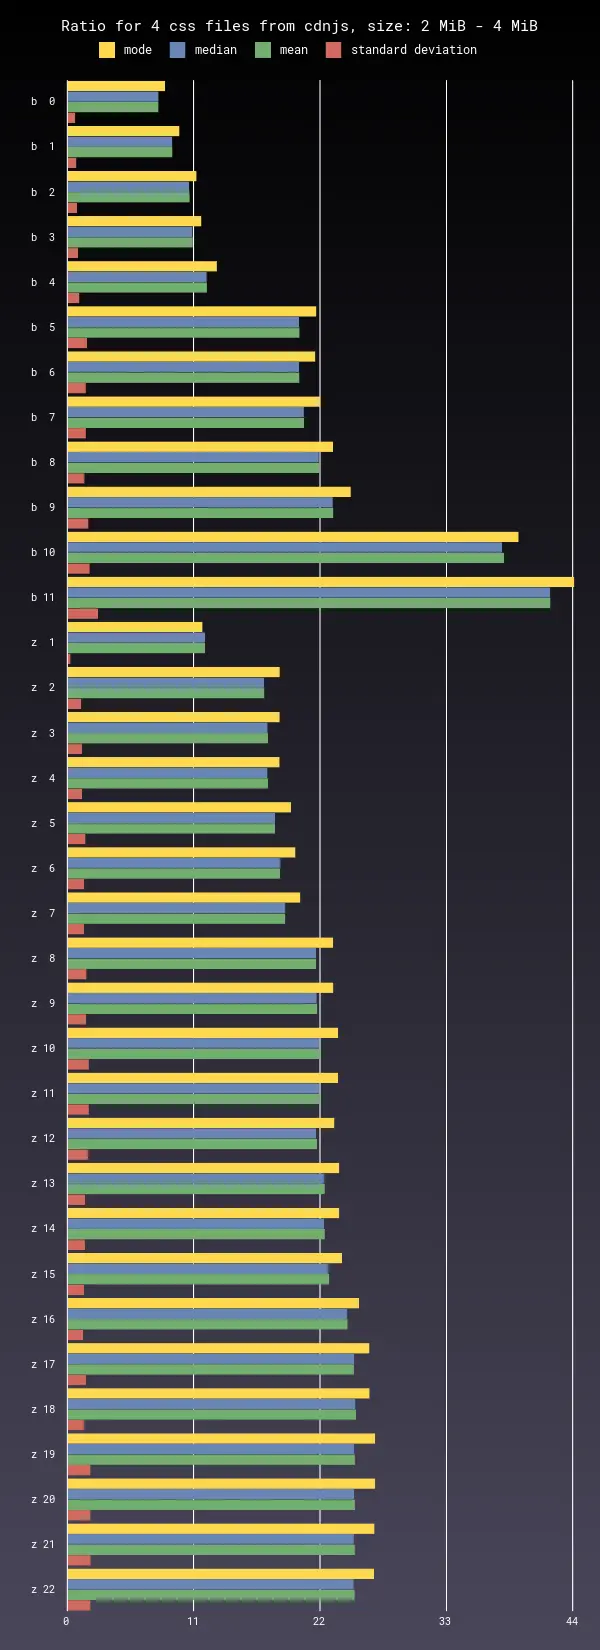 Ratio for 4 css files from cdnjs, size: 2 MiB - 4 MiB
mode median mean standard deviation
b 0
b 1
b 2
b 3
b 4
b 5
b 6
b 7
b 8
b 9
b 10
b 11
z 1
z 2
z 3
z 4
z 5
z 6
z 7
z 8
z 9
z 10
z 11
z 12
z 13
z 14
z 15
z 16
z 17
z 18
z 19
z 20
z 21
z 22
0 11 22 33 44